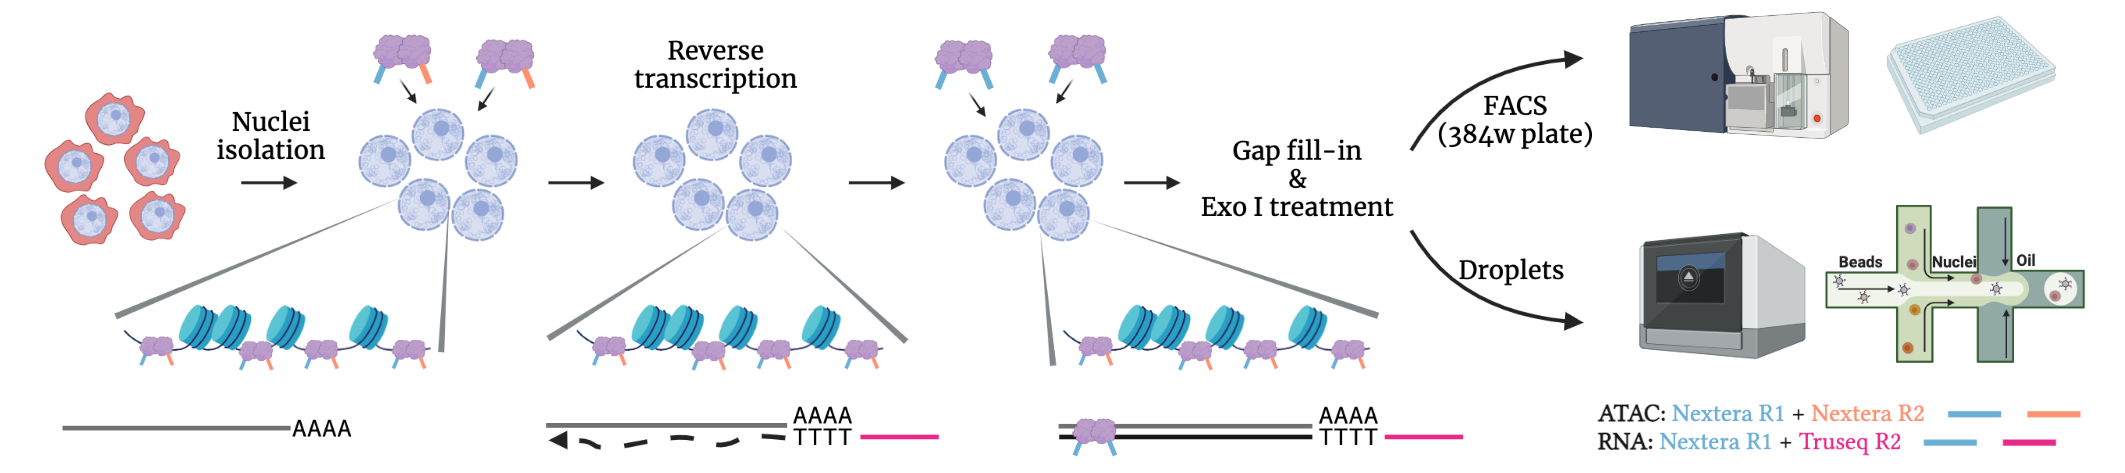 Nuclei
isolation
Reverse
transcription
Gap fill-in
&
Exo I treatment
FACS
(384w plate)
Droplets
Beads
Nuclei
Oil
AAAA
AAAA
TTTT
AAAA
TTTT
ATAC: Nextera R1 + Nextera R2
RNA: Nextera R1 + Truseq R2